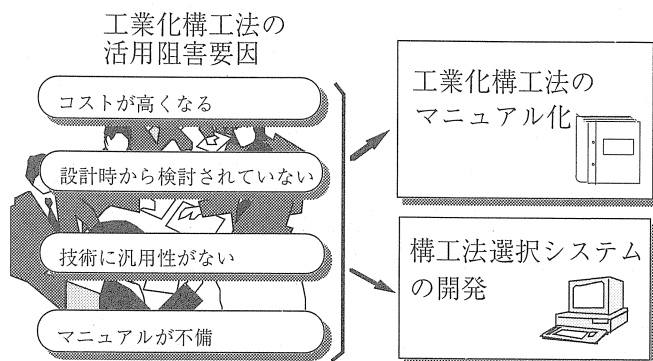 工業化構工法の
活用阻害要因
コストが高くなる
設計時から検討されていない
技術に汎用性がない
マニュアルが不備
工業化構工法の
マニュアル化
構工法選択システム
の開発